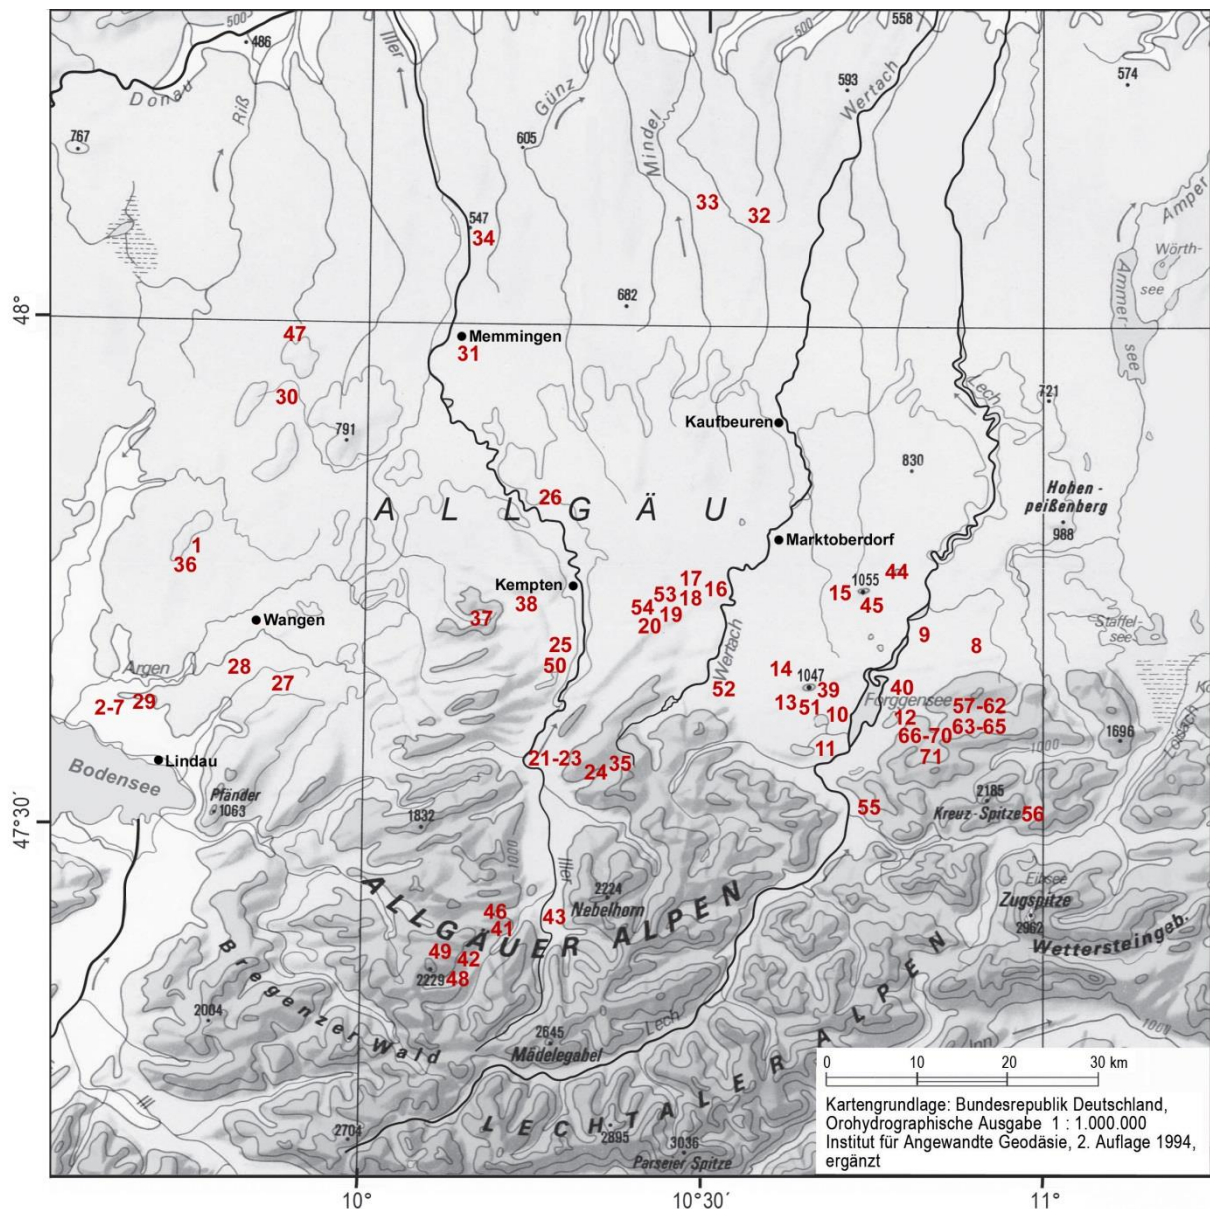 500
486
Donau
Riß
767
Iller
Günz
605
Mindel
500
558
593
Wertach
574
33
32
547
34
Amper
Wörth-
see
Ammer-
see
682
48°
47
Memmingen
31
30
791
Kaufbeuren
Lech
721
830
26
ALLGÄU
Hohen-
peißenberg
988
1
36
Marktoberdorf
Kempten
17
16
53
18
54
19
20
44
1055
15
45
38
37
Wangen
25
50
9
8
Staffel-
see
Argen
28
27
29
2-7
Wertach
52
14
1047
39
13
51
10
40
Forggensee
57-62
12
63-65
66-70
71
11
1000
1696
Loisach
Lindau
Bodensee
Pfänder
1063
21-23
24
35
55
2185
Kreuz-Spitze
56
47°30´
1832
1000
Iller
Eibsee
Zugspitze
2962
Wettersteingeb.
2224
Nebelhorn
ALLGÄUER ALPEN
46
41
43
49
42
2229
48
Bregenzer Wald
2004
2645
Mädelegabel
Lech
Inn
1000
Ill
LECHTALER ALPEN
2704
2895
3036
Parseier Spitze
0 10 20 30 km
Kartengrundlage: Bundesrepublik Deutschland,
Orohydrographische Ausgabe 1 : 1.000.000
Institut für Angewandte Geodäsie, 2. Auflage 1994,
ergänzt
10° 10°30´ 11°